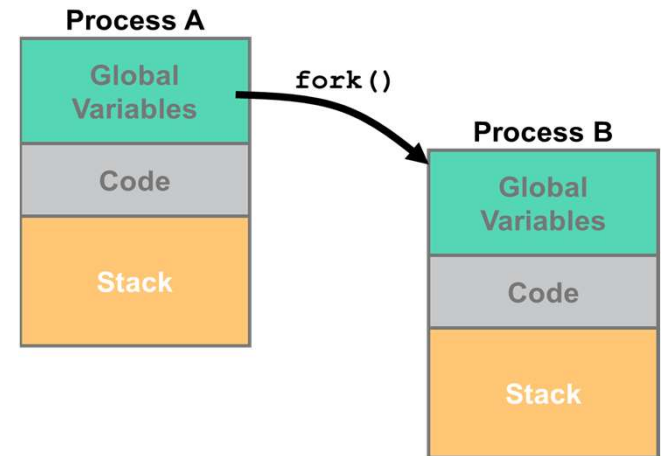 Process A
Global
Variables
Code
Stack
fork()
Process B
Global
Variables
Code
Stack